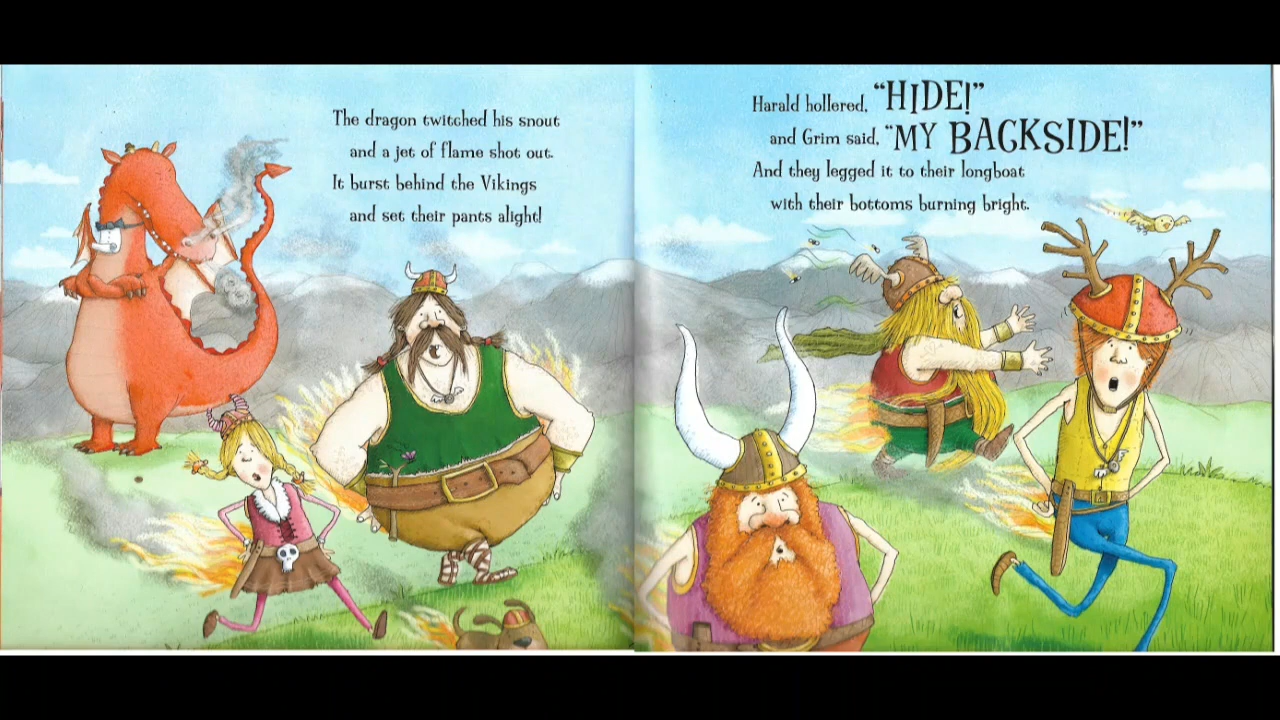 The dragon twitched his snout
and a jet of flame shot out.
It burst behind the Vikings
and set their pants alight!
Harald hollered, “HIDE!”
and Grim said, “MY BACKSIDE!”
And they legged it to their longboat
with their bottoms burning bright.